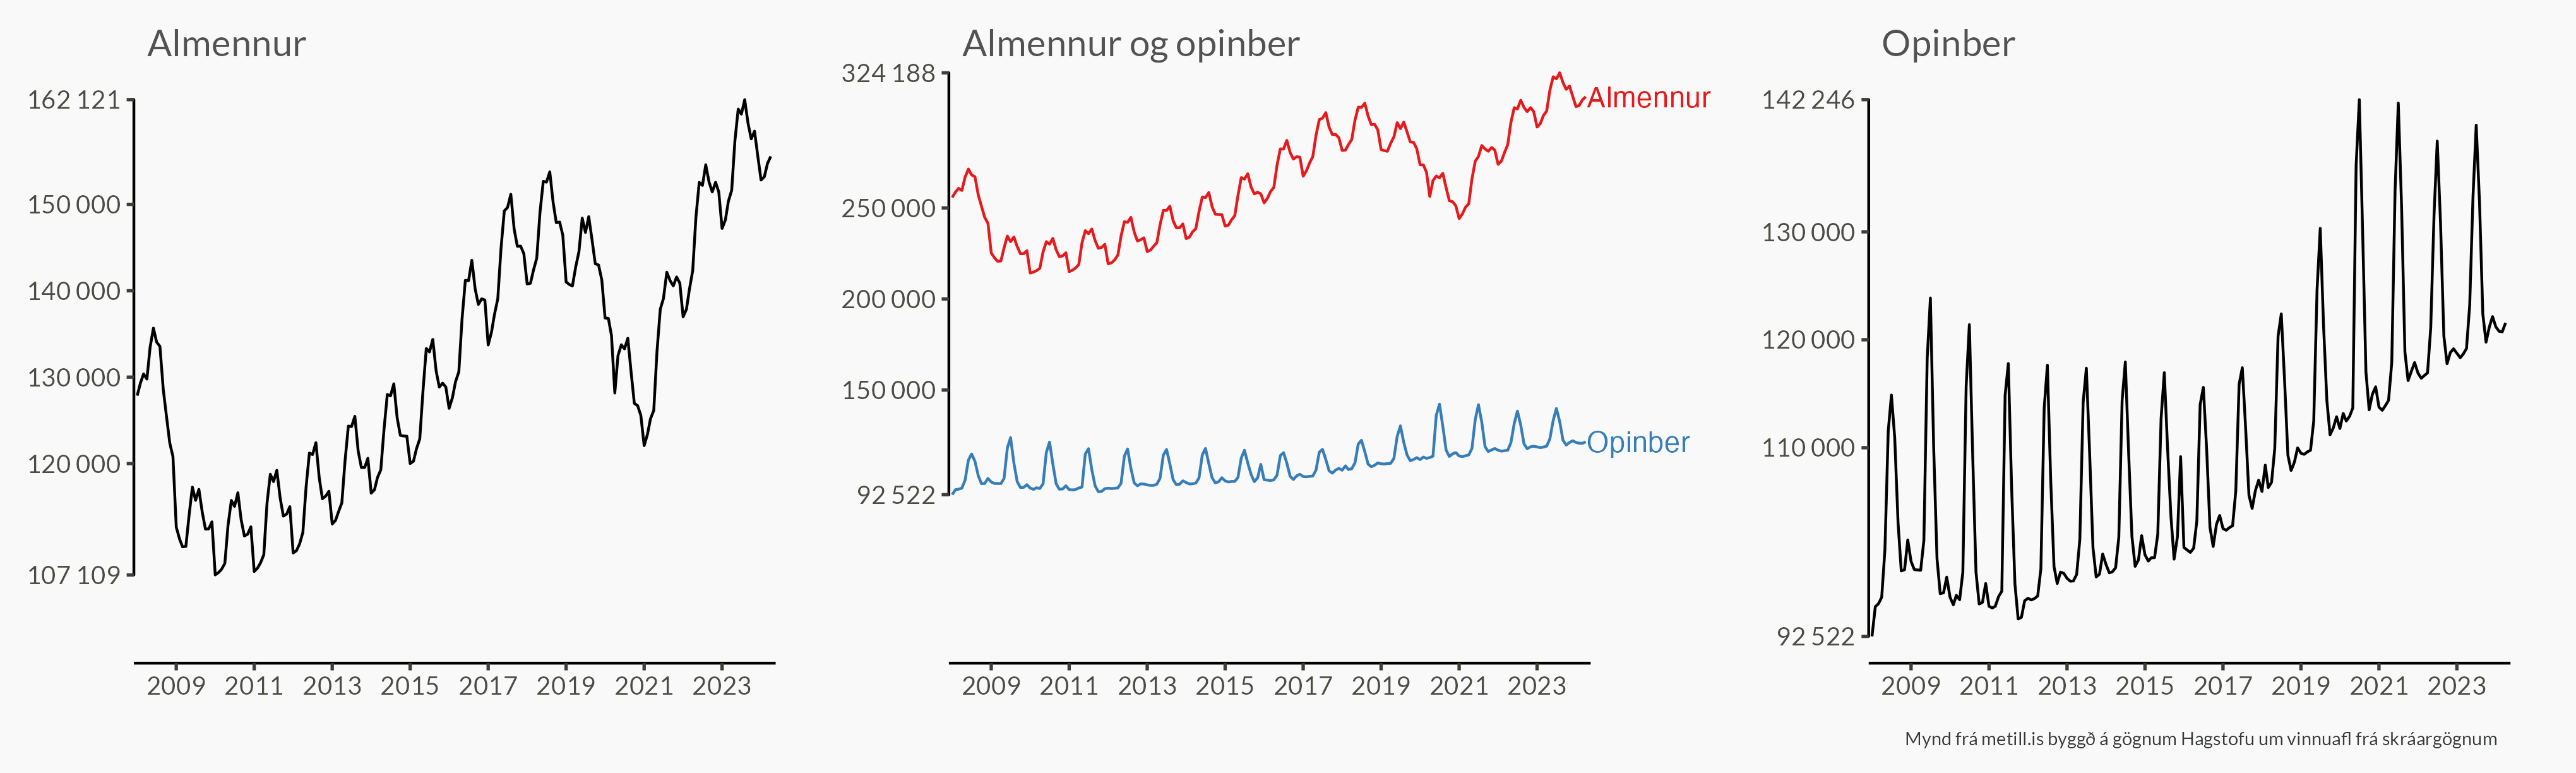 Almennur
162 121
150 000
140 000
130 000
120 000
107 109
2009 2011 2013 2015 2017 2019 2021 2023
Almennur og opinber
324 188
250 000
200 000
150 000
92 522
Almennur
Opinber
2009 2011 2013 2015 2017 2019 2021 2023
Opinber
142 246
130 000
120 000
110 000
92 522
2009 2011 2013 2015 2017 2019 2021 2023
Mynd frá metill.is byggð á gögnum Hagstofu um vinnuafl frá skráargögnum